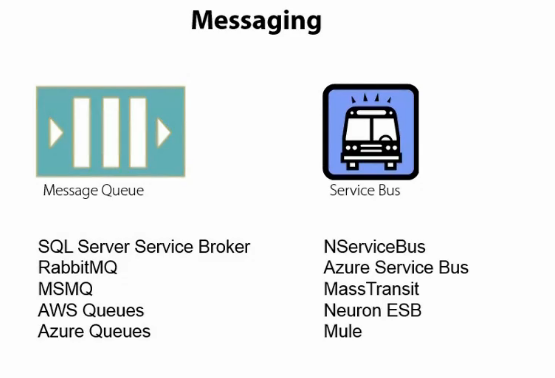 Messaging
Message Queue
Service Bus
SQL Server Service Broker
RabbitMQ
MSMQ
AWS Queues
Azure Queues
NServiceBus
Azure Service Bus
MassTransit
Neuron ESB
Mule